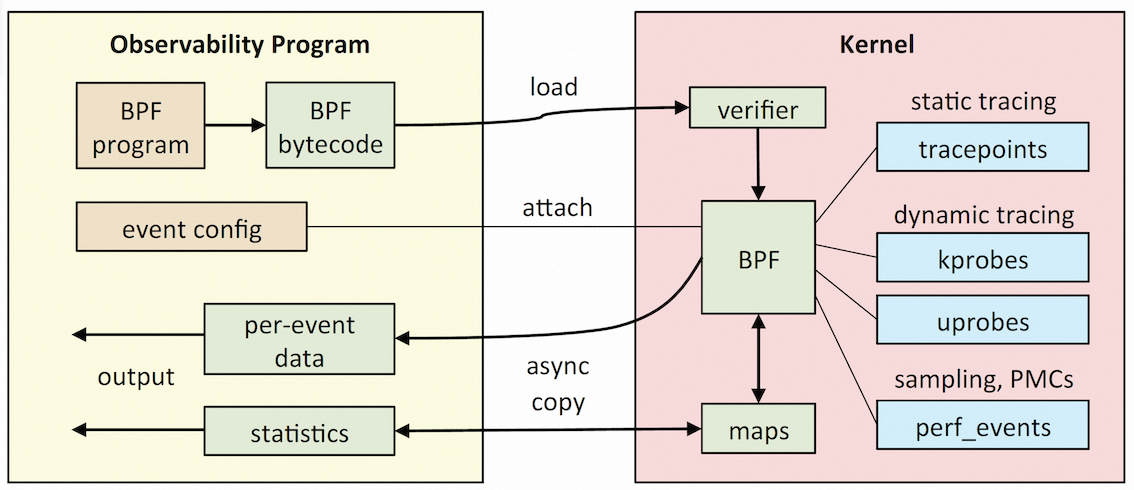 Observability Program
BPF
program
BPF
bytecode
event config
per-event
data
output
statistics
load
attach
async
copy
Kernel
verifier
BPF
maps
static tracing
tracepoints
dynamic tracing
kprobes
uprobes
sampling, PMCs
perf_events